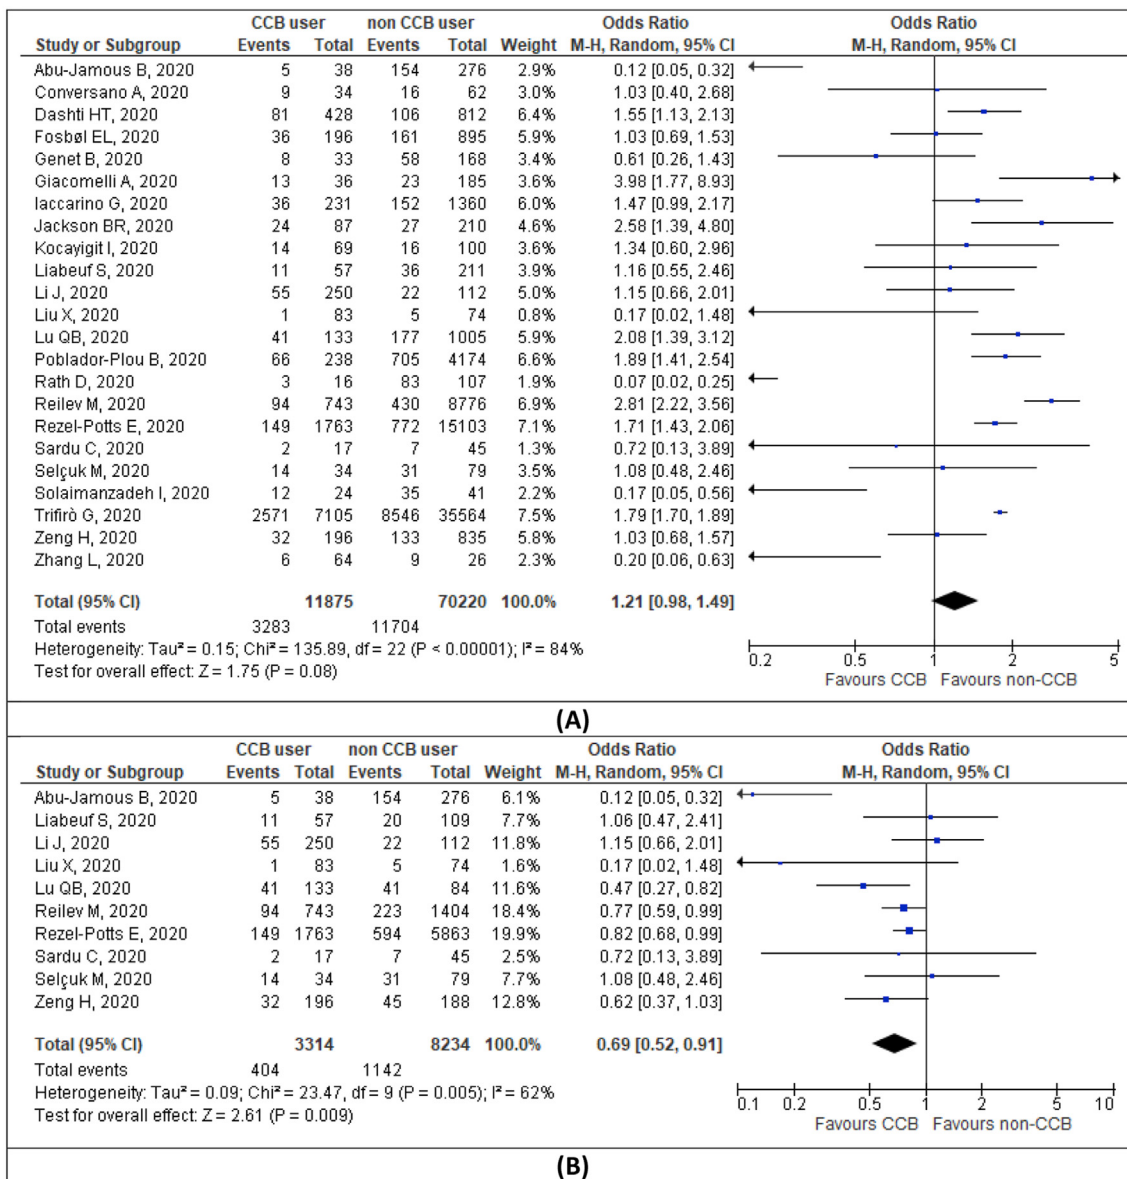 CCB user non CCB user Odds Ratio Odds Ratio
Study or Subgroup Events Total Events Total Weight M-H, Random, 95% CI M-H, Random, 95% CI
Abu-Jamous B, 2020 5 38 154 276 2.9% 0.12 [0.05, 0.32]
Conversano A, 2020 9 34 16 62 3.0% 1.03 [0.40, 2.68]
Dashti HT, 2020 81 428 106 812 6.4% 1.55 [1.13, 2.13]
Fosbøl EL, 2020 36 196 161 895 5.9% 1.03 [0.69, 1.53]
Genet B, 2020 8 33 58 168 3.4% 0.61 [0.26, 1.43]
Giacomelli A, 2020 13 36 23 185 3.6% 3.98 [1.77, 8.93]
Iaccarino G, 2020 36 231 152 1360 6.0% 1.47 [0.99, 2.17]
Jackson BR, 2020 24 87 27 210 4.6% 2.58 [1.39, 4.80]
Kocayigit I, 2020 14 69 16 100 3.6% 1.34 [0.60, 2.96]
Liabeuf S, 2020 11 57 36 211 3.9% 1.16 [0.55, 2.46]
Li J, 2020 55 250 22 112 5.0% 1.15 [0.66, 2.01]
Liu X, 2020 1 83 5 74 0.8% 0.17 [0.02, 1.48]
Lu QB, 2020 41 133 177 1005 5.9% 2.08 [1.39, 3.12]
Poblador-Plou B, 2020 66 238 705 4174 6.6% 1.89 [1.41, 2.54]
Rath D, 2020 3 16 83 107 1.9% 0.07 [0.02, 0.25]
Reilev M, 2020 94 743 430 8776 6.9% 2.81 [2.22, 3.56]
Rezel-Potts E, 2020 149 1763 772 15103 7.1% 1.71 [1.43, 2.06]
Sardu C, 2020 2 17 7 45 1.2% 0.72 [0.13, 3.89]
Selçuk M, 2020 14 34 31 79 3.5% 1.08 [0.48, 2.46]
Solaimanzadeh I, 2020 12 24 35 41 2.2% 0.17 [0.05, 0.56]
Trifirò G, 2020 2571 7105 8546 35564 7.5% 1.79 [1.70, 1.89]
Zeng H, 2020 32 196 133 835 5.8% 1.03 [0.68, 1.57]
Zhang L, 2020 6 64 9 26 2.3% 0.20 [0.06, 0.63]
Total (95% CI) 11875 70220 100.0% 1.21 [0.98, 1.49]
Total events 3283 11704
Heterogeneity: Tau² = 0.15; Chi² = 135.89, df = 22 (P < 0.00001); I² = 84%
Test for overall effect: Z = 1.75 (P = 0.08)
0.2 0.5 1 2 5
Favours CCB Favours non-CCB
(A)
CCB user non CCB user Odds Ratio Odds Ratio
Study or Subgroup Events Total Events Total Weight M-H, Random, 95% CI M-H, Random, 95% CI
Abu-Jamous B, 2020 5 38 154 276 6.1% 0.12 [0.05, 0.32]
Liabeuf S, 2020 11 57 20 109 7.7% 1.06 [0.47, 2.41]
Li J, 2020 55 250 22 112 11.8% 1.15 [0.66, 2.01]
Liu X, 2020 1 83 5 74 1.6% 0.17 [0.02, 1.48]
Lu QB, 2020 41 133 41 84 11.6% 0.47 [0.27, 0.82]
Reilev M, 2020 94 743 223 1404 18.4% 0.77 [0.59, 0.99]
Rezel-Potts E, 2020 149 1763 594 5863 19.9% 0.82 [0.68, 0.99]
Sardu C, 2020 2 17 7 45 2.5% 0.72 [0.13, 3.89]
Selçuk M, 2020 14 34 31 79 7.7% 1.08 [0.48, 2.46]
Zeng H, 2020 32 196 45 188 12.8% 0.62 [0.37, 1.03]
Total (95% CI) 3314 8234 100.0% 0.69 [0.52, 0.91]
Total events 404 1142
Heterogeneity: Tau² = 0.09; Chi² = 23.47, df = 9 (P = 0.005); I² = 62%
Test for overall effect: Z = 2.61 (P = 0.009)
0.1 0.2 0.5 1 2 5 10
Favours CCB Favours non-CCB
(B)